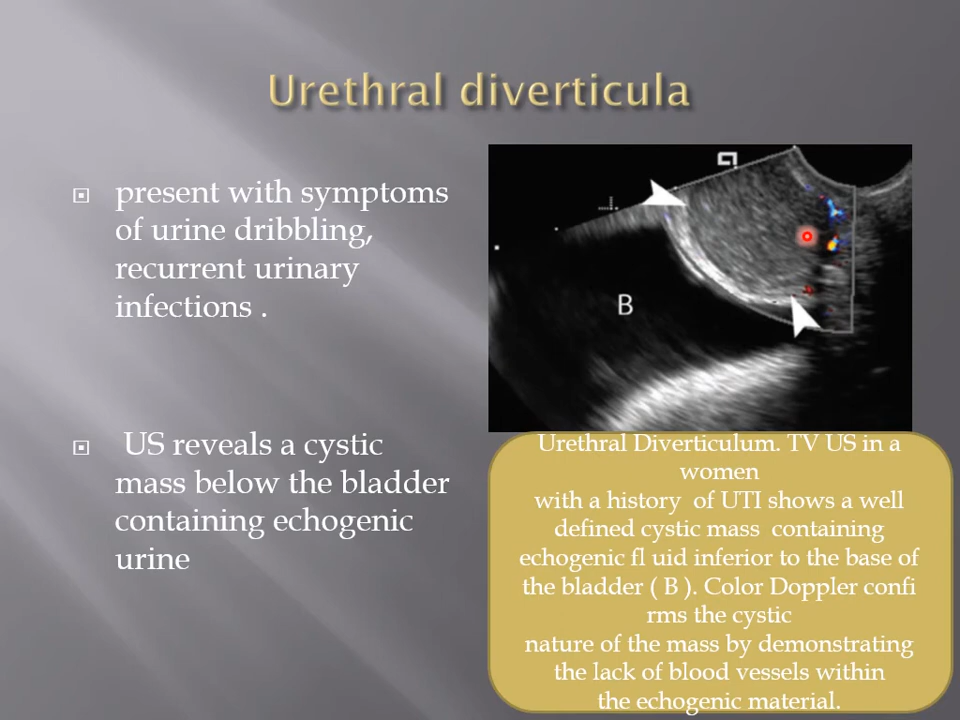 Urethral diverticula
present with symptoms
of urine dribbling,
recurrent urinary
infections .
US reveals a cystic
mass below the bladder
containing echogenic
urine
B
Urethral Diverticulum. TV US in a
women
with a history of UTI shows a well
defined cystic mass containing
echogenic fl uid inferior to the base of
the bladder ( B ). Color Doppler confi
rms the cystic
nature of the mass by demonstrating
the lack of blood vessels within
the echogenic material.